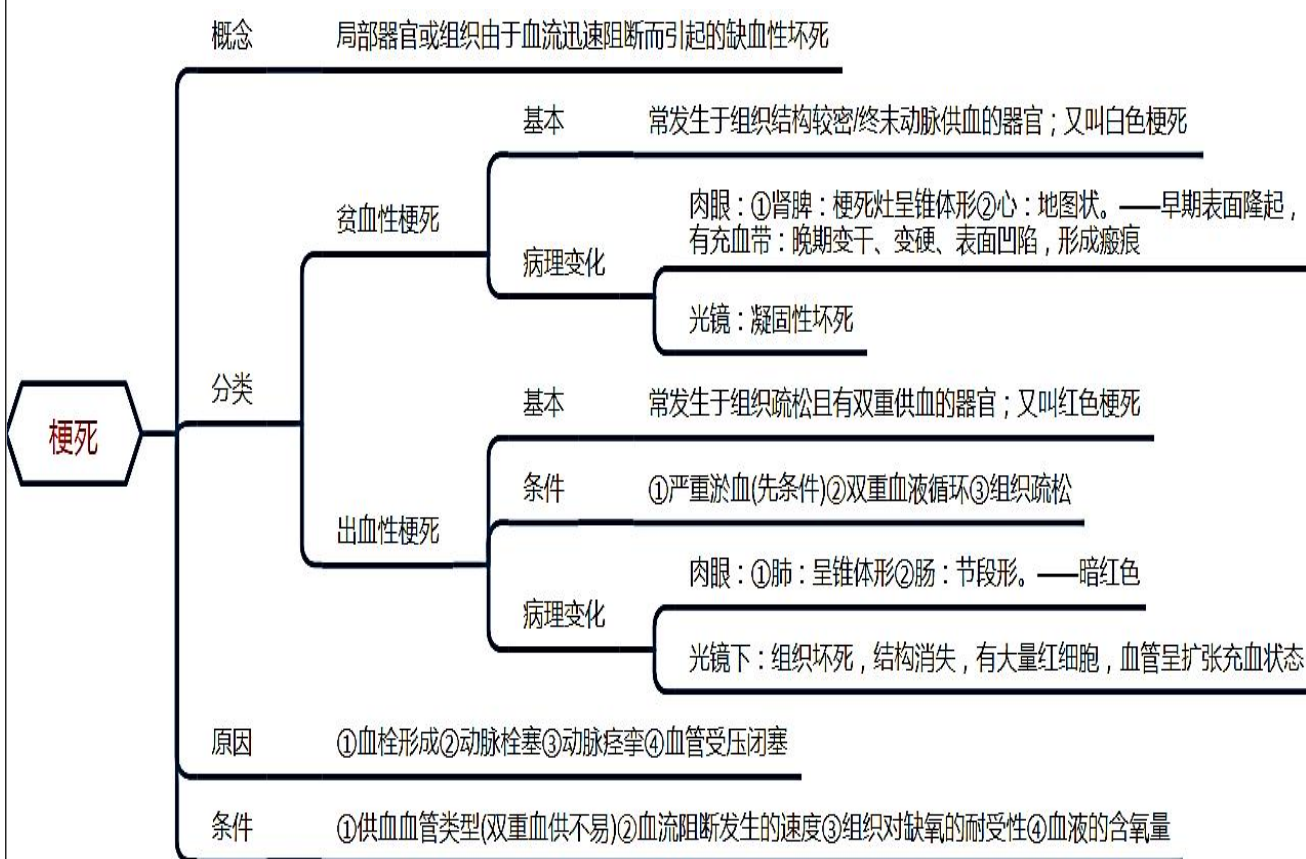 梗死
概念
局部器官或组织由于血流迅速阻断而引起的缺血性坏死
分类
贫血性梗死
基本
常发生于组织结构较密/终末动脉供血的器官；又叫白色梗死
病理变化
肉眼：①肾脾：梗死灶呈锥体形②心：地图状。——早期表面隆起，
有充血带：晚期变干、变硬、表面凹陷，形成瘢痕
光镜：凝固性坏死
出血性梗死
基本
常发生于组织疏松且有双重供血的器官；又叫红色梗死
条件
①严重淤血(先条件)②双重血液循环③组织疏松
病理变化
肉眼：①肺：呈锥体形②肠：节段形。——暗红色
光镜下：组织坏死，结构消失，有大量红细胞，血管呈扩张充血状态
原因
①血栓形成②动脉栓塞③动脉痉挛④血管受压闭塞
条件
①供血血管类型(双重血供不易)②血流阻断发生的速度③组织对缺氧的耐受性④血液的含氧量